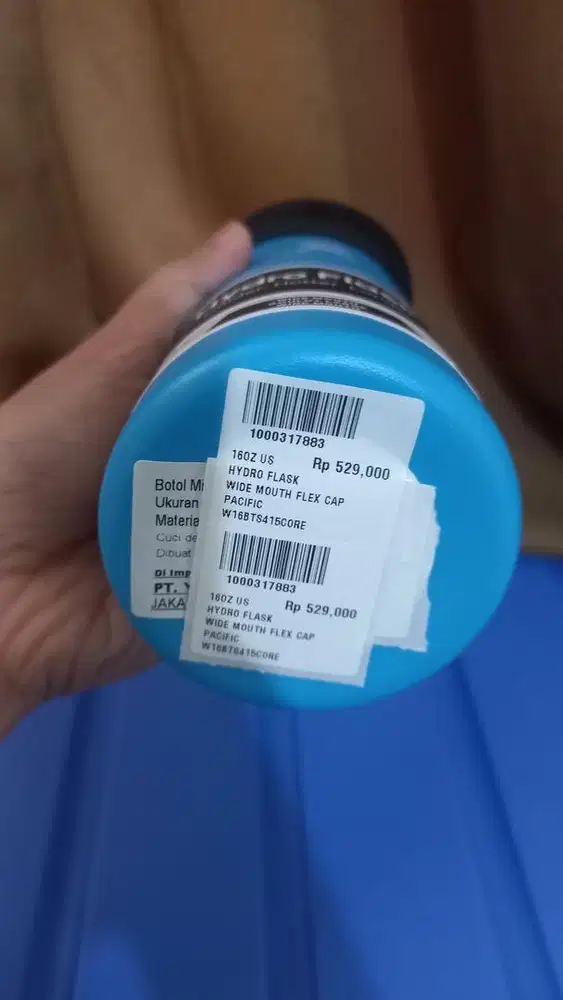 Hydro Flas
1000317883
16OZ US Rp 529,000
HYDRO FLASK
WIDE MOUTH FLEX CAP
PACIFIC
W16BTS415CORE
1000317883
16OZ US Rp 529,000
HYDRO FLASK
WIDE MOUTH FLEX CAP
PACIFIC
W16BTS415CORE
Botol Mi
Ukuran
Materia
Cuci de
Dibuat
Di Imp
PT. Y
JAKA